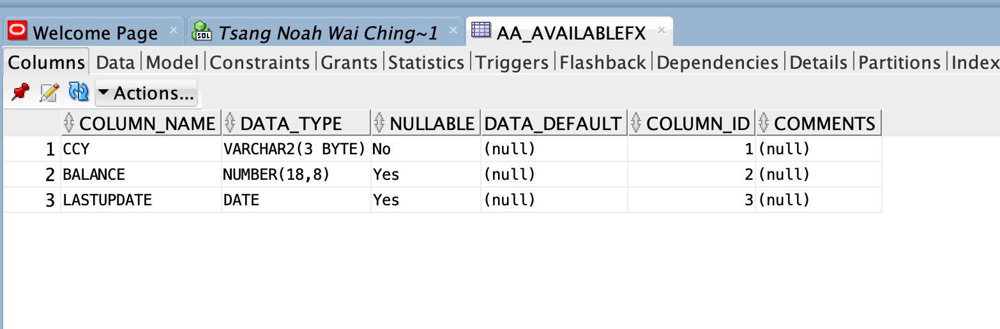 Welcome Page Tsang Noah Wai Ching~1 AA_AVAILABLEFX
Columns Data Model Constraints Grants Statistics Triggers Flashback Dependencies Details Partitions Index
Actions...
COLUMN_NAME DATA_TYPE NULLABLE DATA_DEFAULT COLUMN_ID COMMENTS
1 CCY VARCHAR2(3 BYTE) No (null) 1 (null)
2 BALANCE NUMBER(18,8) Yes (null) 2 (null)
3 LASTUPDATE DATE Yes (null) 3 (null)